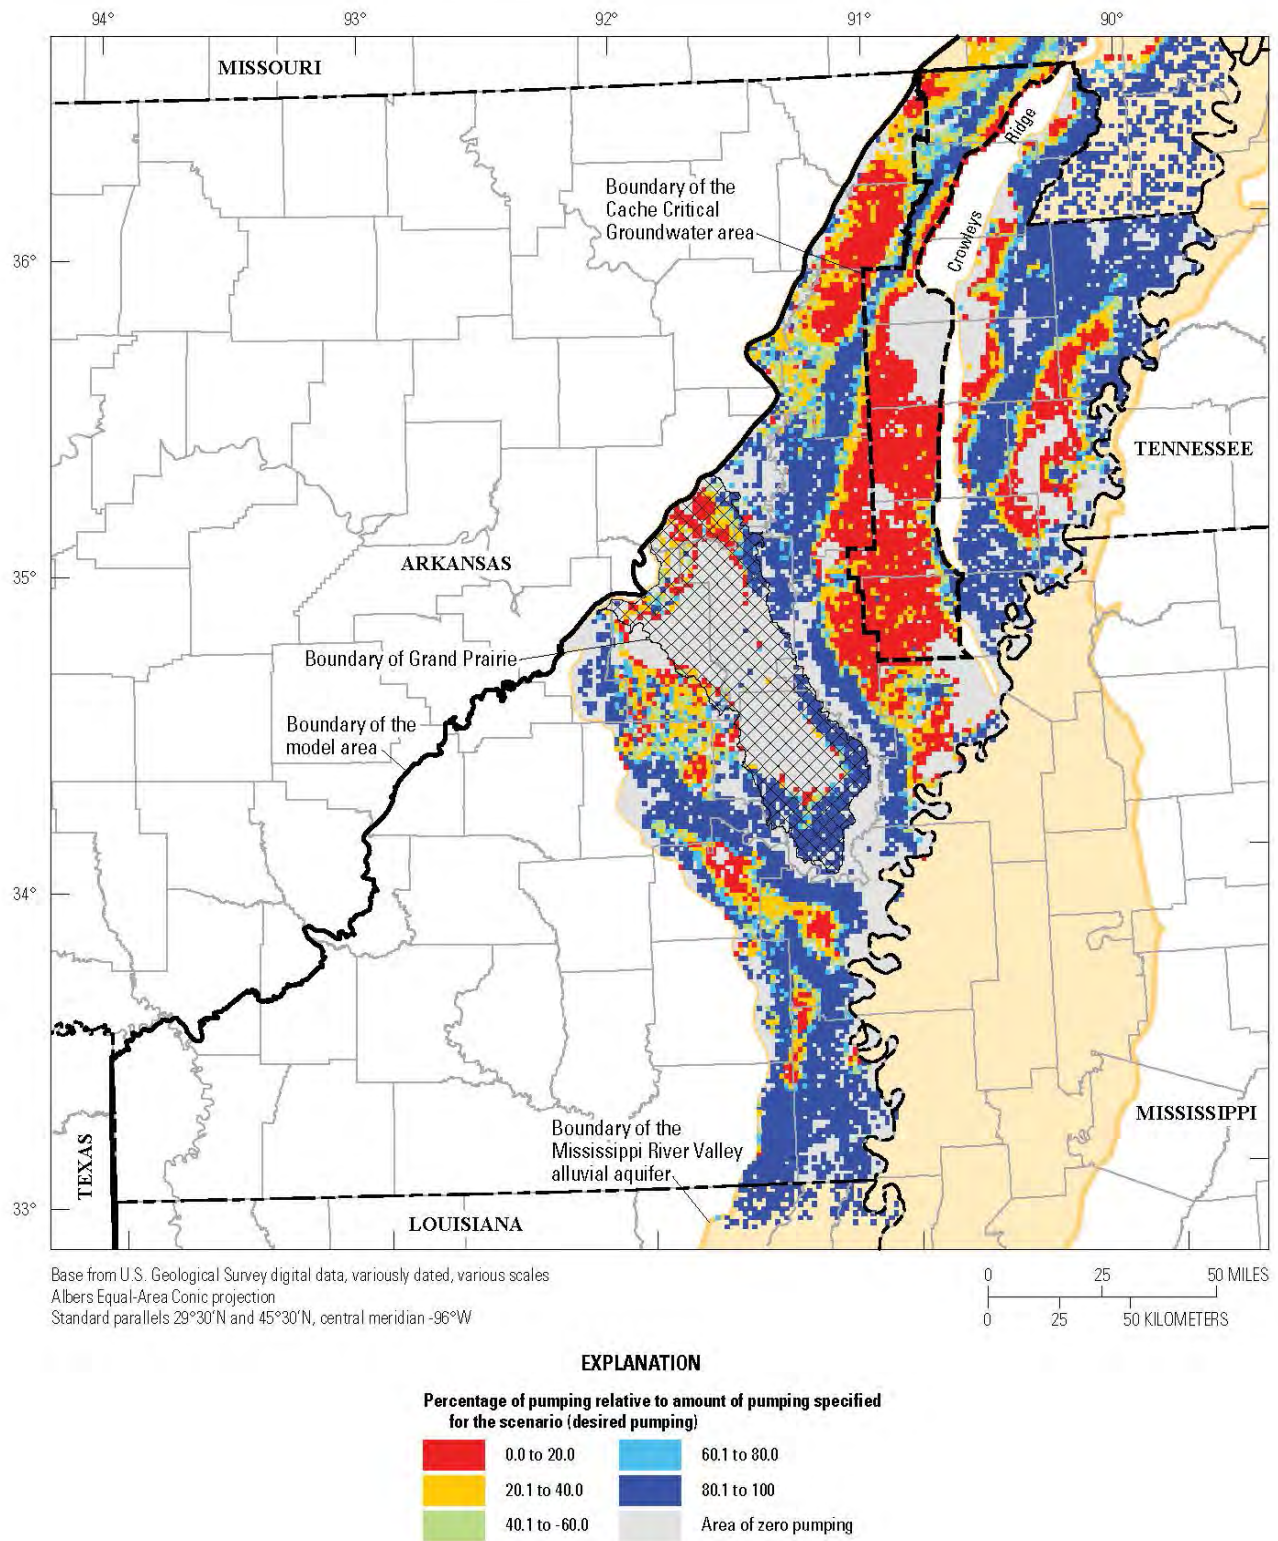 94°
93°
92°
91°
90°
MISSOURI
Ridge
Crowleys
Boundary of the
Cache Critical
Groundwater area
36°
TENNESSEE
ARKANSAS
35°
Boundary of Grand Prairie
Boundary of the
model area
34°
MISSISSIPPI
Boundary of the
Mississippi River Valley
alluvial aquifer
TEXAS
33°
LOUISIANA
Base from U.S. Geological Survey digital data, variously dated, various scales
Albers Equal-Area Conic projection
Standard parallels 29°30'N and 45°30'N, central meridian -96°W
0 25 50 MILES
0 25 50 KILOMETERS
EXPLANATION
Percentage of pumping relative to amount of pumping specified
for the scenario (desired pumping)
0.0 to 20.0
20.1 to 40.0
40.1 to -60.0
60.1 to 80.0
80.1 to 100
Area of zero pumping